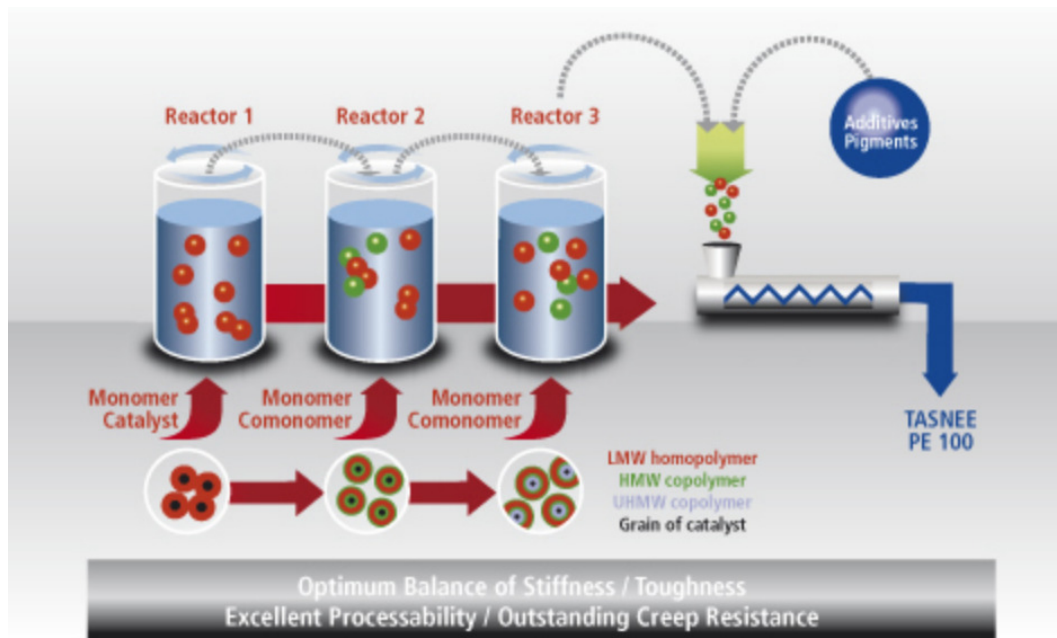 Reactor 1
Reactor 2
Reactor 3
Additives
Pigments
Monomer
Catalyst
Monomer
Comonomer
Monomer
Comonomer
TASNEE
PE 100
LMW homopolymer
HMW copolymer
UHMW copolymer
Grain of catalyst
Optimum Balance of Stiffness / Toughness
Excellent Processability / Outstanding Creep Resistance